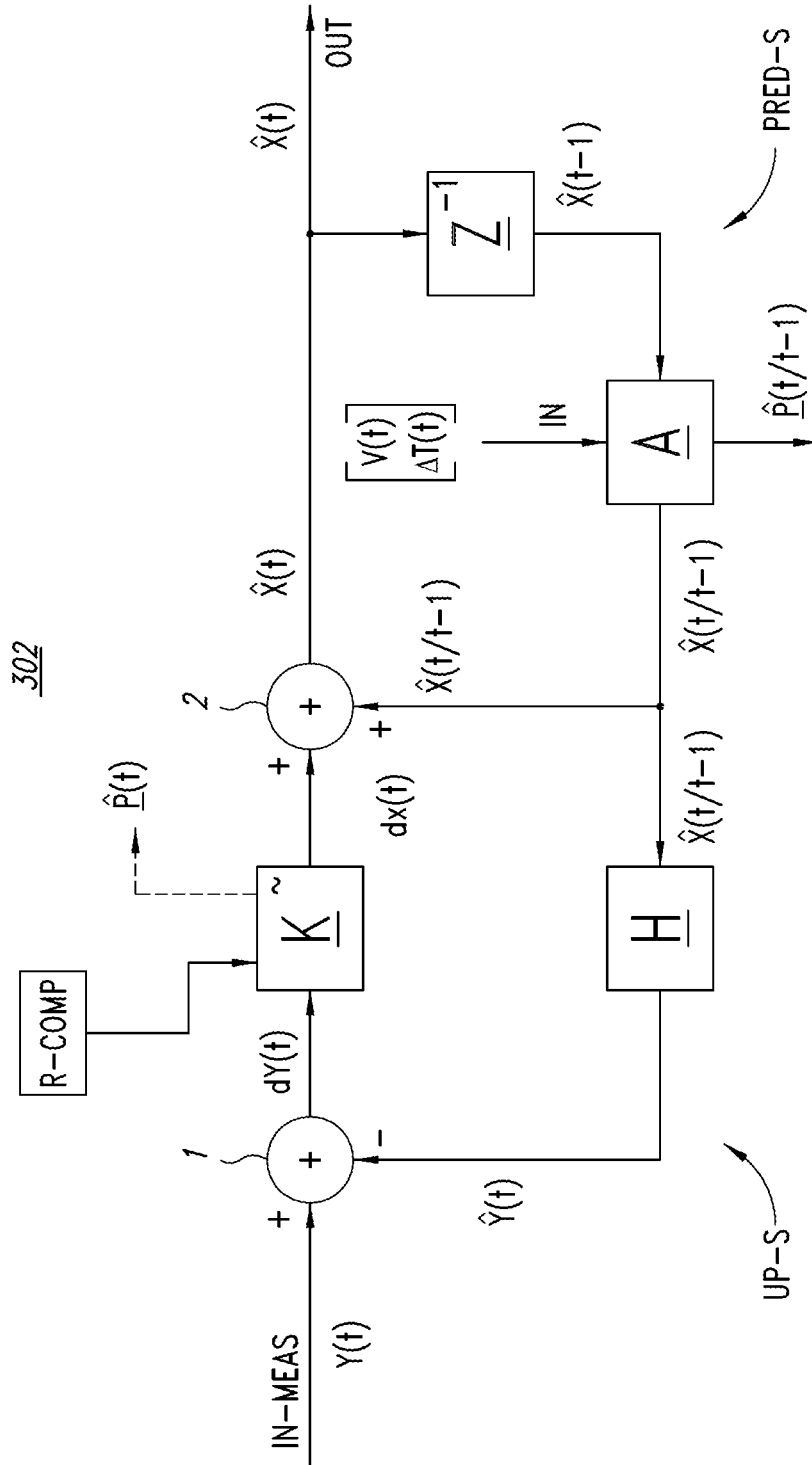 302
R-COMP
P̂(t)
IN-MEAS
Y(t)
1
+
+
-
dY(t)
K
~
dx(t)
2
+
+
+
X̂(t)
X̂(t)
OUT
Ŷ(t)
H
X̂(t/t-1)
X̂(t/t-1)
X̂(t/t-1)
V(t)
ΔT(t)
IN
A
P̂(t/t-1)
Z⁻¹
X̂(t-1)
UP-S
PRED-S